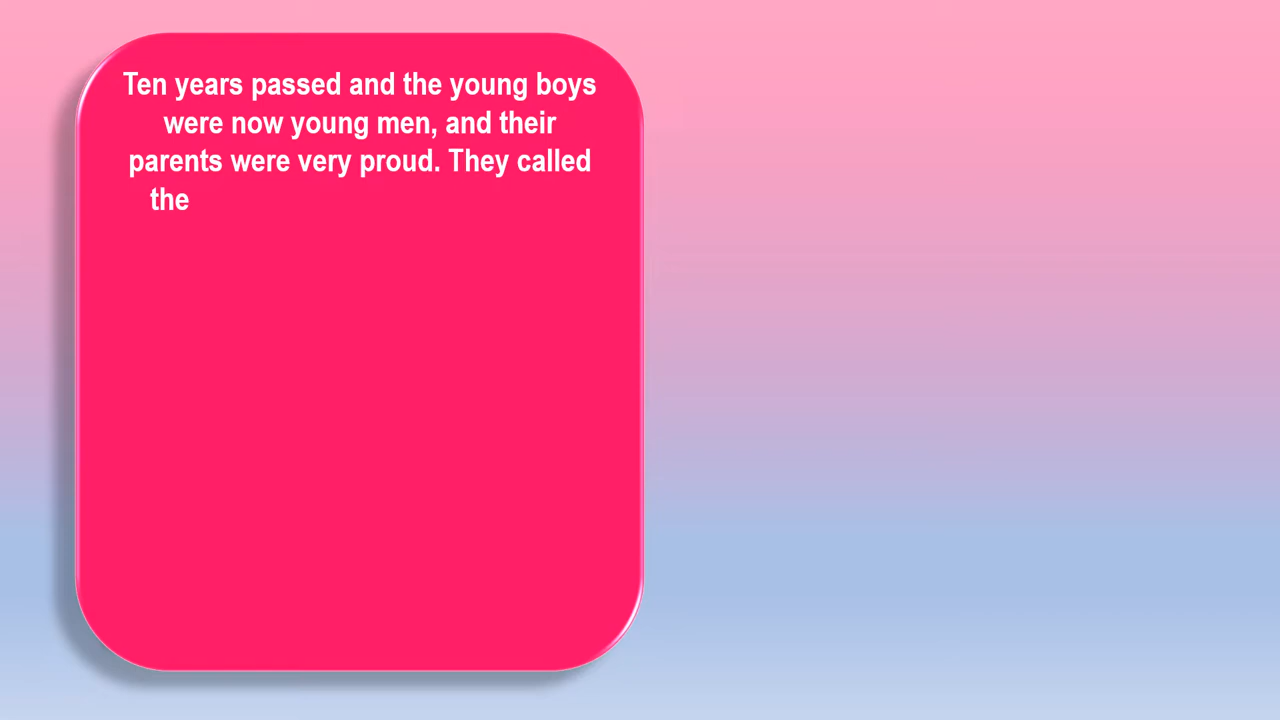 Ten years passed and the young boys
were now young men, and their
parents were very proud. They called
the